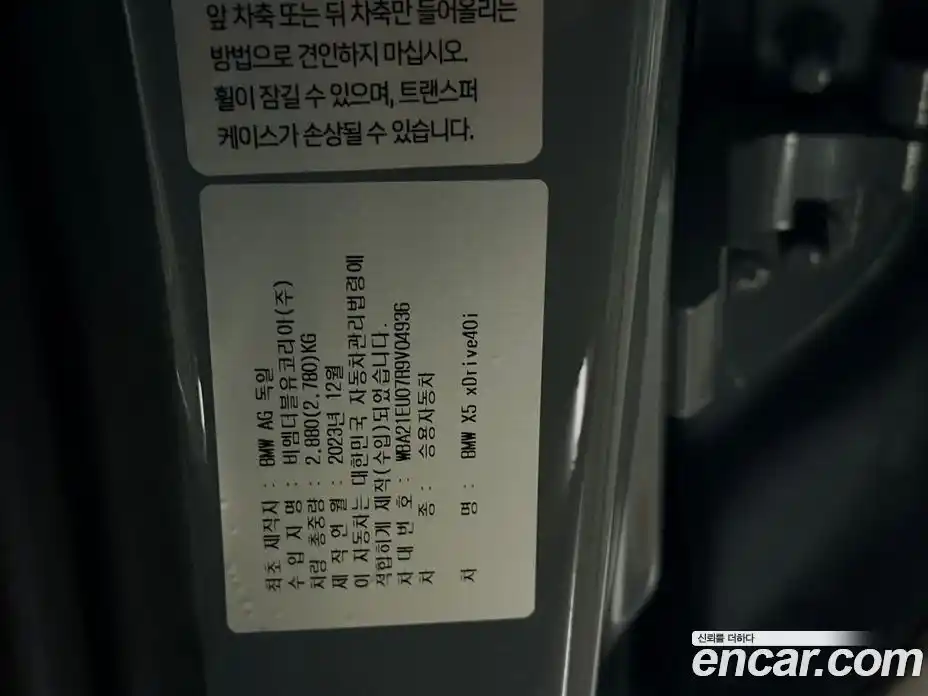 앞 차축 또는 뒤 차축만 들어올리는
방법으로 견인하지 마십시오.
휠이 잠길 수 있으며, 트랜스퍼
케이스가 손상될 수 있습니다.
최초 제작사 : BMW AG 독일
수 입 자 명 : 비엠더블유코리아(주)
차량 총중량 : 2,880(2,780)KG
제 작 연 월 : 2023년 12월
이 자동차는 대한민국 자동차관리법령에
적합하게 제작(수입)되었습니다.
차 대 번 호 : WBA21EU07R9V04936
차 종 : 승용자동차
차 명 : BMW X5 xDrive40i
신뢰를 더하다
encar.com